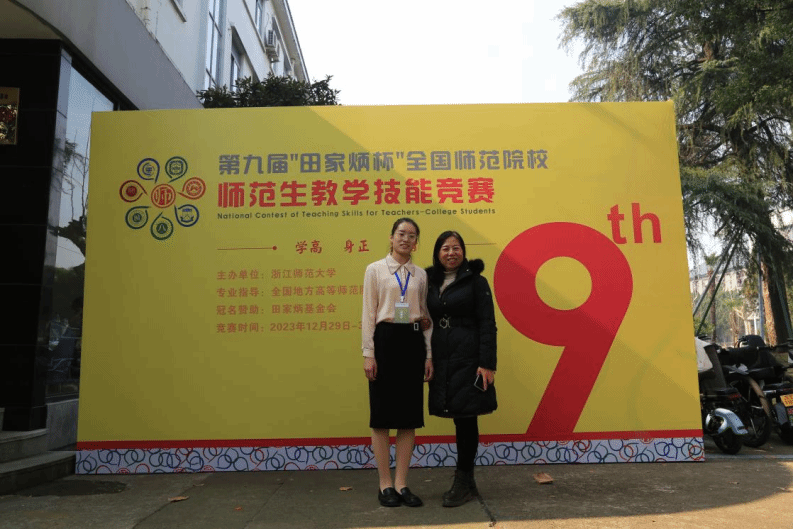 第九届"田家炳杯"全国师范院校
师范生教学技能竞赛
National Contest of Teaching Skills for Teachers-College Students
学高 身正
9th
主办单位：浙江师范大学
专业指导：全国地方高等师范院
冠名赞助：田家炳基金会
竞赛时间：2023年12月29日-3